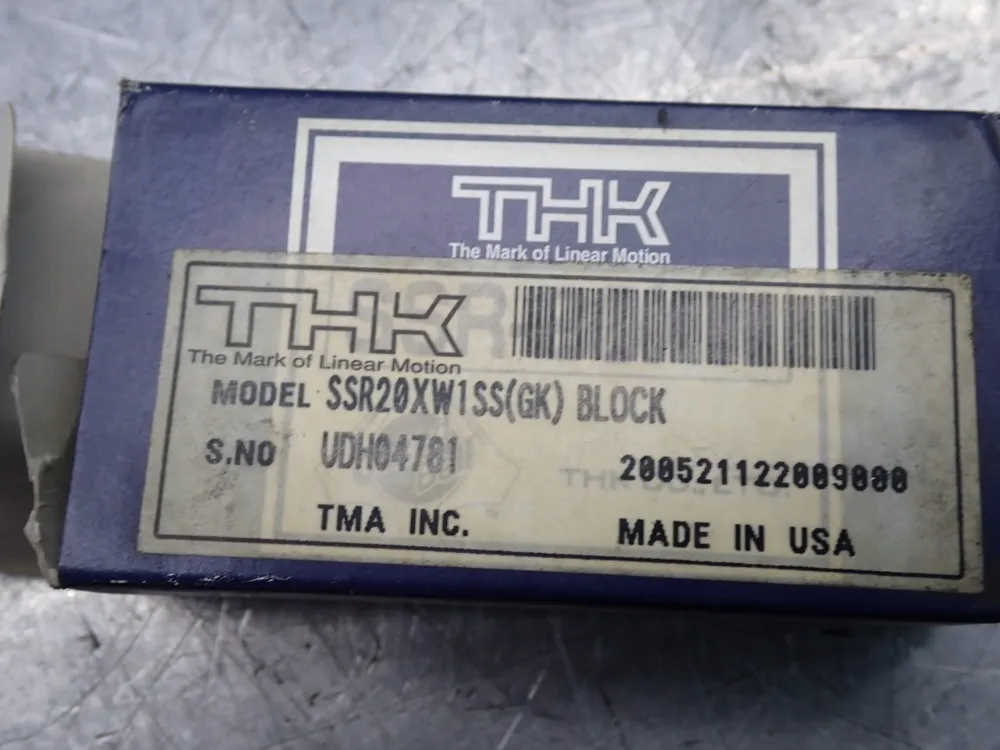 THK
The Mark of Linear Motion
THK
The Mark of Linear Motion
MODEL SSR20XW1SS(GK) BLOCK
S.NO UDH04781
200521122009000
TMA INC.
MADE IN USA